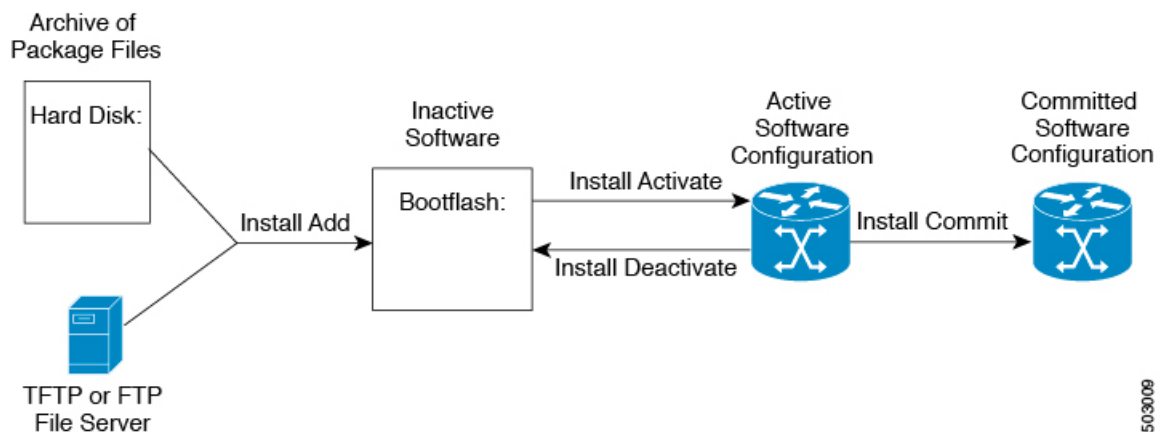 Archive of
Package Files
Hard Disk:
Inactive
Software
Bootflash:
Active
Software
Configuration
Committed
Software
Configuration
Install Activate
Install Add
Install Commit
Install Deactivate
TFTP or FTP
File Server
503009